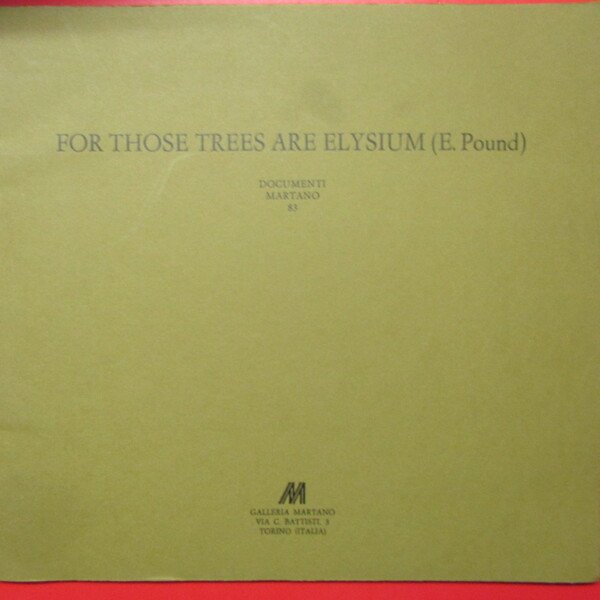 FOR THOSE TREES ARE ELYSIUM (E. Pound)
DOCUMENTI
MARTANO
83
M
GALLERIA MARTANO
VIA C. BATTISTI, 3
TORINO (ITALIA)